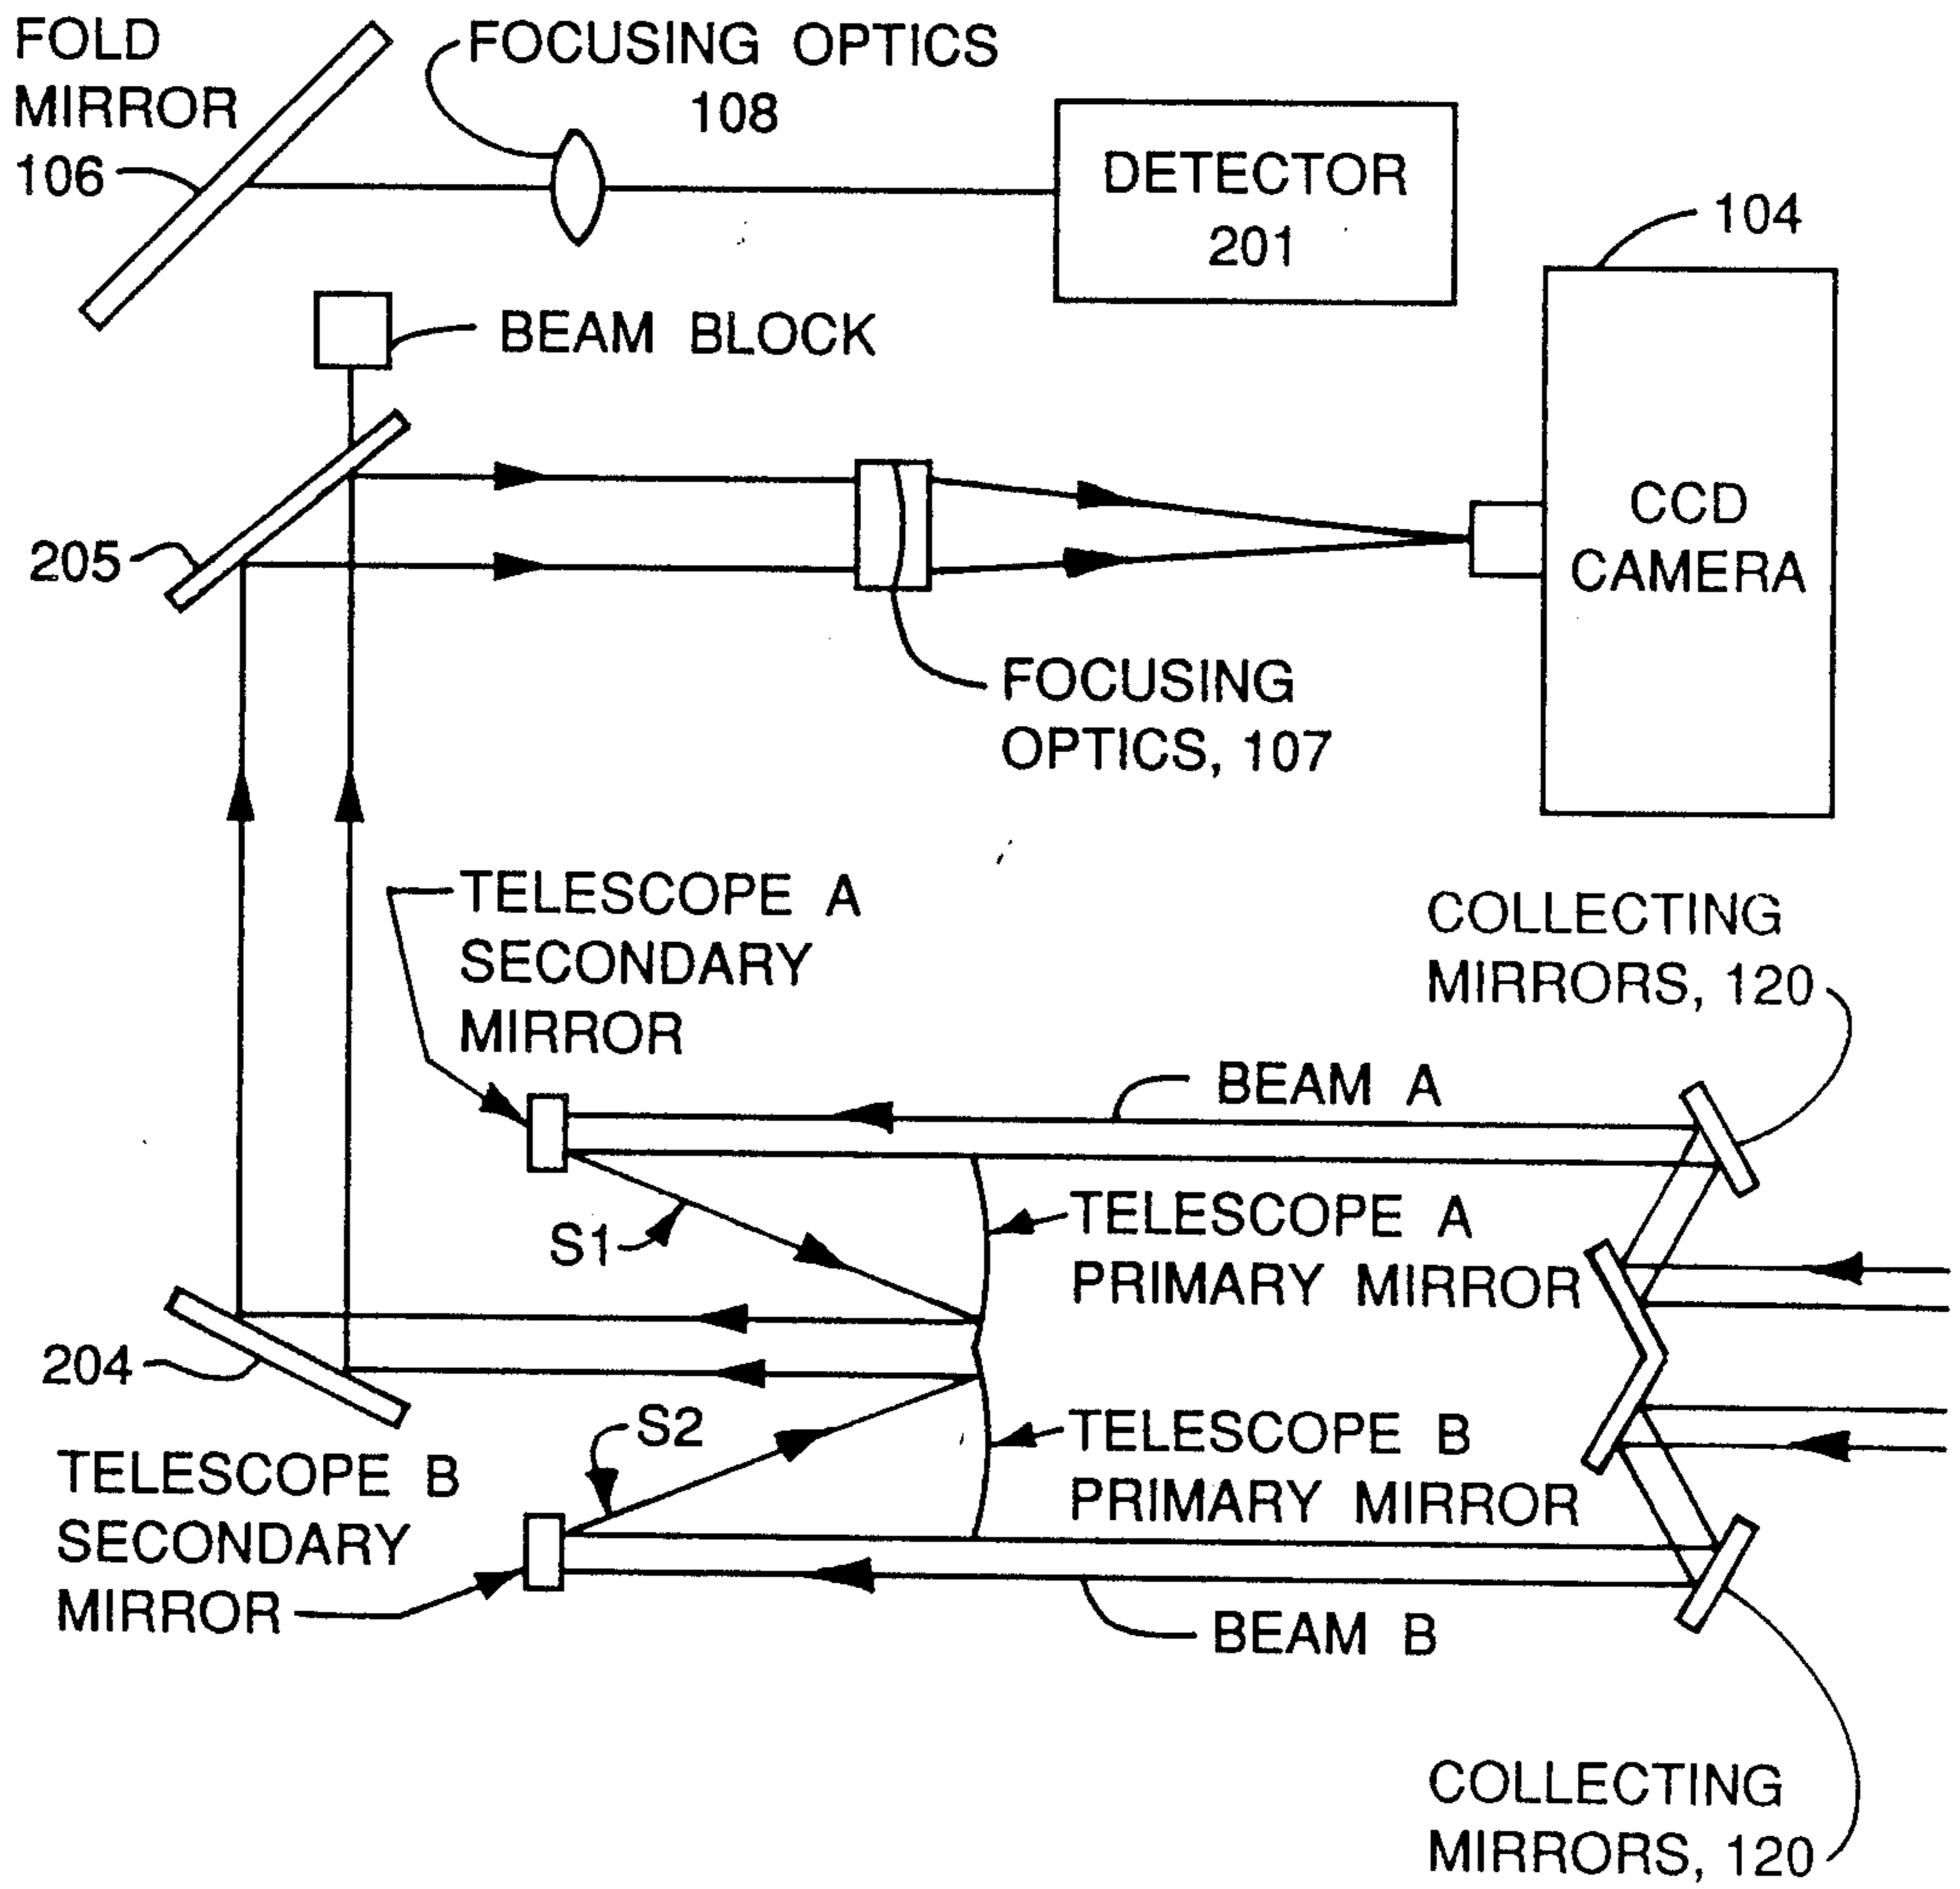 FOLD
MIRROR
106
FOCUSING OPTICS
108
DETECTOR
201
104
BEAM BLOCK
205
CCD
CAMERA
FOCUSING
OPTICS, 107
TELESCOPE A
SECONDARY
MIRROR
COLLECTING
MIRRORS, 120
BEAM A
S1
TELESCOPE A
PRIMARY MIRROR
204
S2
TELESCOPE B
PRIMARY MIRROR
TELESCOPE B
SECONDARY
MIRROR
BEAM B
COLLECTING
MIRRORS, 120